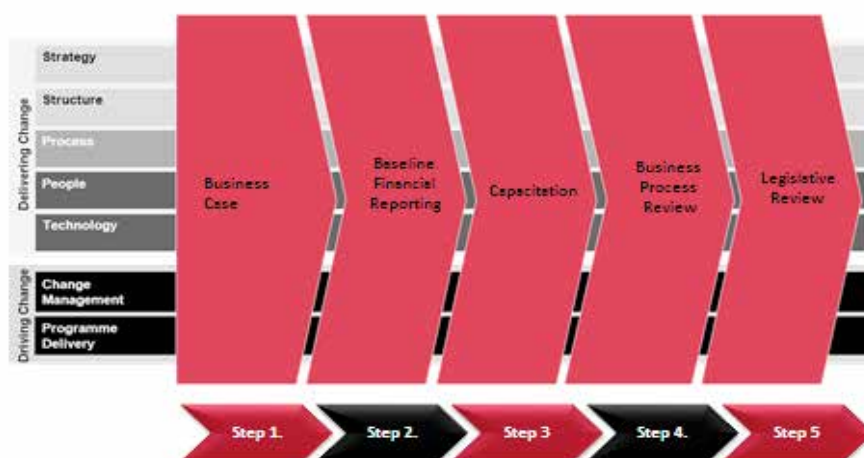 Delivering Change
Strategy
Structure
Process
People
Technology
Driving Change
Change
Management
Programme
Delivery
Business
Case
Baseline
Financial
Reporting
Capacitation
Business
Process
Review
Legislative
Review
Step 1.
Step 2.
Step 3
Step 4.
Step 5